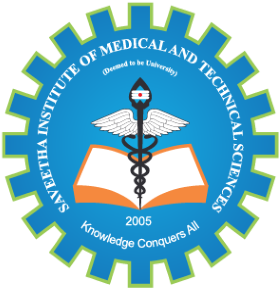 SAVEETHA INSTITUTE OF MEDICAL AND TECHNICAL SCIENCES
(Deemed to be University)
2005
Knowledge Conquers All